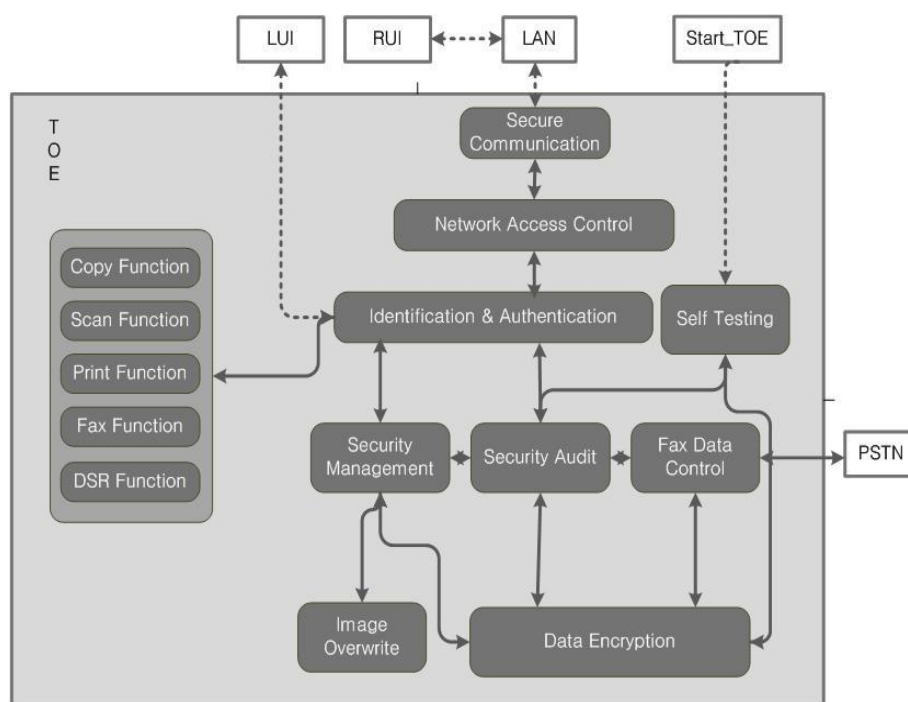 LUI
RUI
LAN
Start_TOE
T
O
E
Secure
Communication
Network Access Control
Copy Function
Scan Function
Print Function
Fax Function
DSR Function
Identification & Authentication
Self Testing
Security
Management
Security Audit
Fax Data
Control
PSTN
Image
Overwrite
Data Encryption